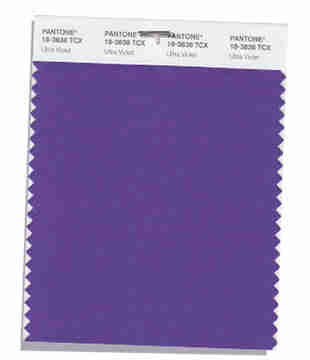 PANTONE® PANTONE® PANTONE® PANTONE®
18-3838 TCX 18-3838 TCX 18-3838 TCX 18-3838 TCX
Ultra Violet Ultra Violet Ultra Violet Ultra Violet